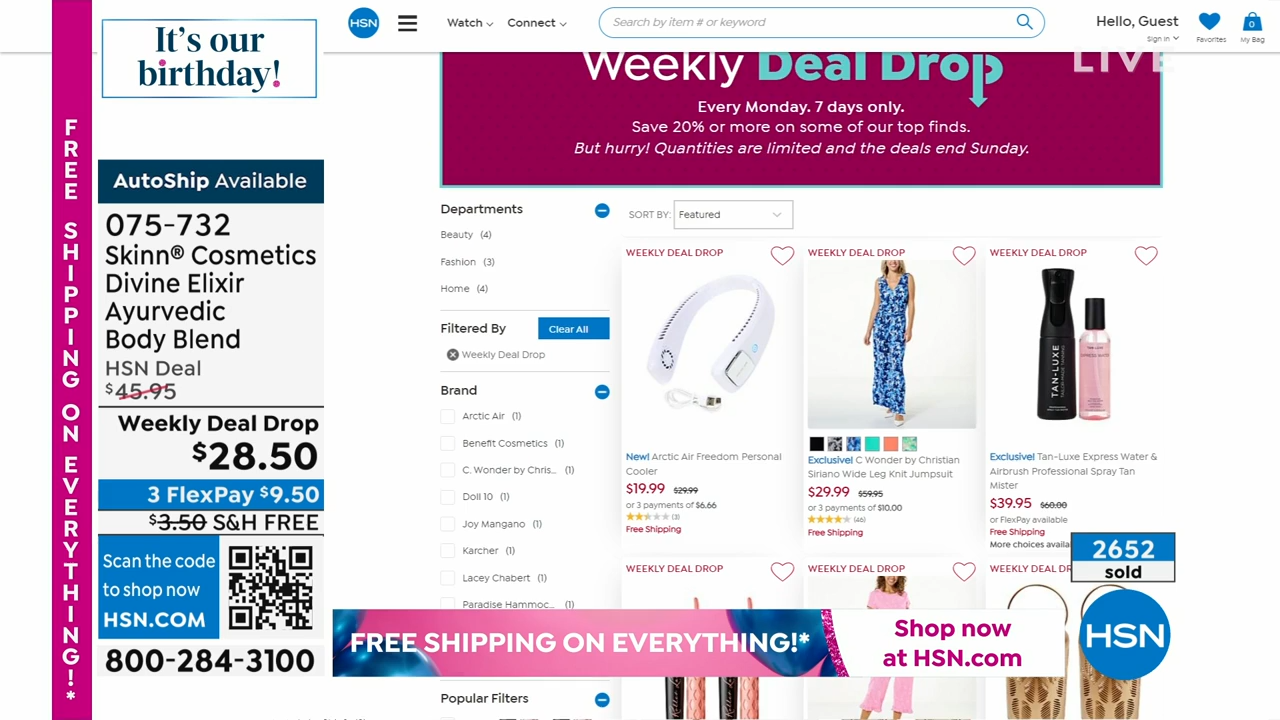 FREE SHIPPING ON EVERYTHING!*
It's our
birthday!
AutoShip Available
075-732
Skinn® Cosmetics
Divine Elixir
Ayurvedic
Body Blend
HSN Deal
$45.95
Weekly Deal Drop
$28.50
3 FlexPay $9.50
$3.50 S&H FREE
Scan the code
to shop now
HSN.COM
800-284-3100
HSN
Watch
Connect
Search by item # or keyword
Hello, Guest
Sign In
Favorites
0
My Bag
LIVE
Weekly Deal Drop
Every Monday. 7 days only.
Save 20% or more on some of our top finds.
But hurry! Quantities are limited and the deals end Sunday.
Departments
Beauty (4)
Fashion (3)
Home (4)
Filtered By
Clear All
Weekly Deal Drop
Brand
Arctic Air (1)
Benefit Cosmetics (1)
C. Wonder by Chris... (1)
Doll 10 (1)
Joy Mangano (1)
Karcher (1)
Lacey Chabert (1)
Paradise Hammoc... (1)
Popular Filters
SORT BY: Featured
WEEKLY DEAL DROP
New! Arctic Air Freedom Personal
Cooler
$19.99 $29.99
or 3 payments of $6.66
(3)
Free Shipping
WEEKLY DEAL DROP
Exclusive! C Wonder by Christian
Siriano Wide Leg Knit Jumpsuit
$29.99 $59.95
or 3 payments of $10.00
(46)
Free Shipping
WEEKLY DEAL DROP
TAN-LUXE
TAN-LUXE
EXPRESS WATER
Exclusive! Tan-Luxe Express Water &
Airbrush Professional Spray Tan
Mister
$39.95 $60.00
or FlexPay available
Free Shipping
More choices availa
WEEKLY DEAL DROP
WEEKLY DEAL DROP
WEEKLY DEAL DR
2652
sold
FREE SHIPPING ON EVERYTHING!*
Shop now
at HSN.com
HSN